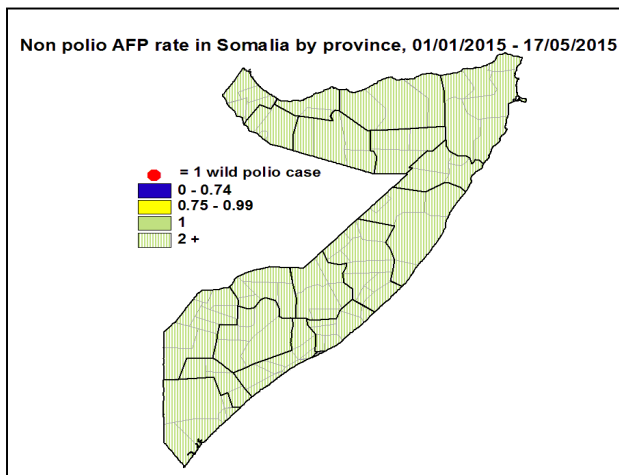 Non polio AFP rate in Somalia by province, 01/01/2015 - 17/05/2015
= 1 wild polio case
0 - 0.74
0.75 - 0.99
1
2 +